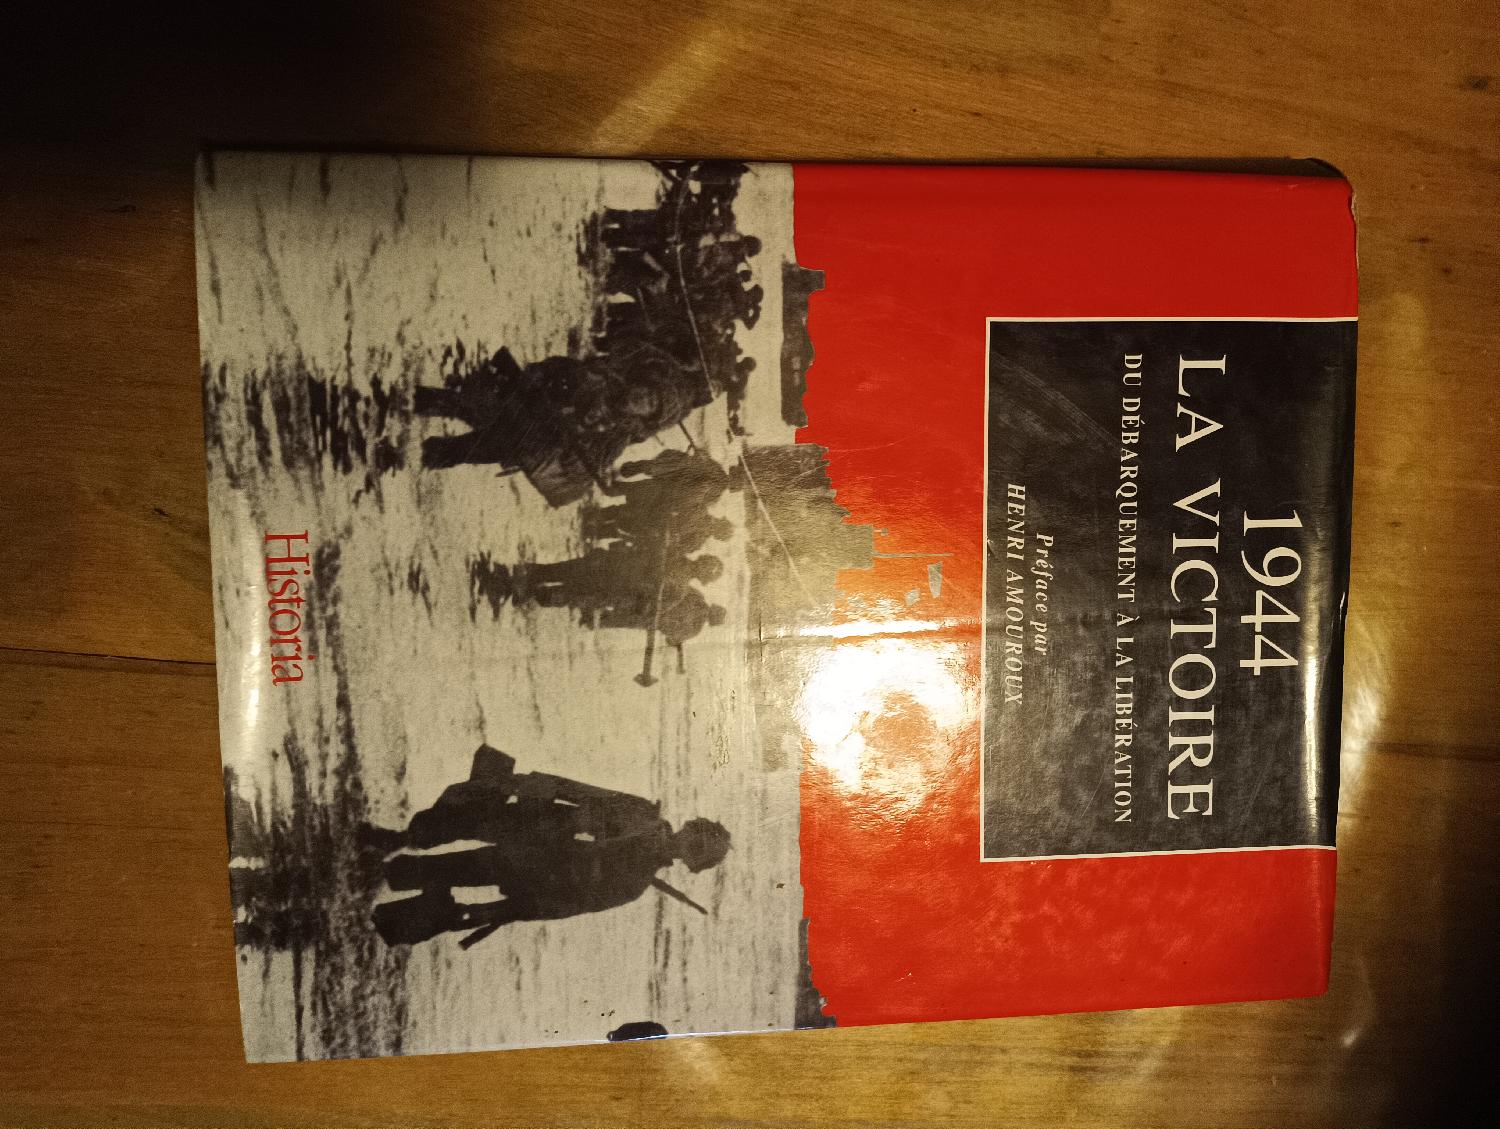 1944
LA VICTOIRE
DU DÉBARQUEMENT À LA LIBÉRATION
Préface par
HENRI AMOUROUX
Historia